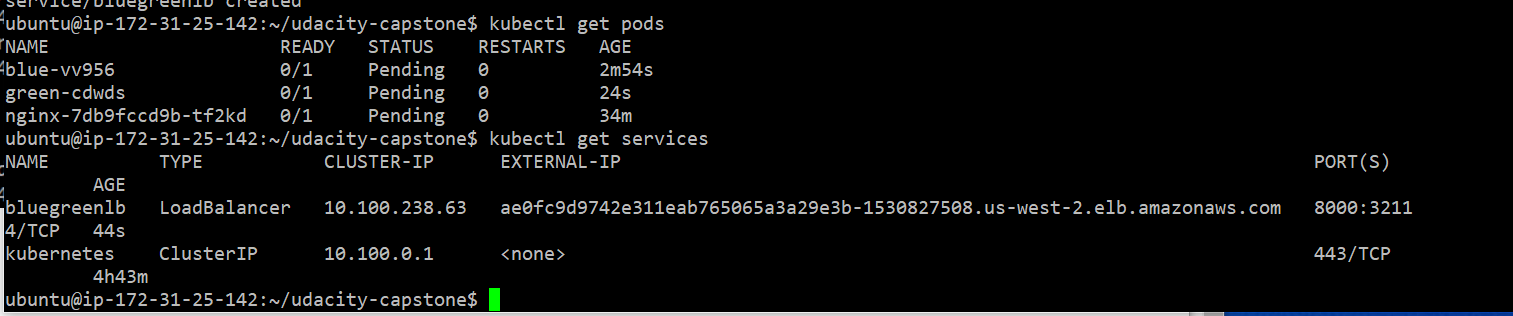 service/bluegreenlb created
ubuntu@ip-172-31-25-142:~/udacity-capstone$ kubectl get pods
NAME                     READY   STATUS    RESTARTS   AGE
blue-vv956               0/1     Pending   0          2m54s
green-cdwds              0/1     Pending   0          24s
nginx-7db9fccd9b-tf2kd   0/1     Pending   0          34m
ubuntu@ip-172-31-25-142:~/udacity-capstone$ kubectl get services
NAME          TYPE           CLUSTER-IP      EXTERNAL-IP                                                               PORT(S)
        AGE
bluegreenlb   LoadBalancer   10.100.238.63   ae0fc9d9742e311eab765065a3a29e3b-1530827508.us-west-2.elb.amazonaws.com   8000:3211
4/TCP   44s
kubernetes    ClusterIP      10.100.0.1      <none>                                                                    443/TCP
        4h43m
ubuntu@ip-172-31-25-142:~/udacity-capstone$